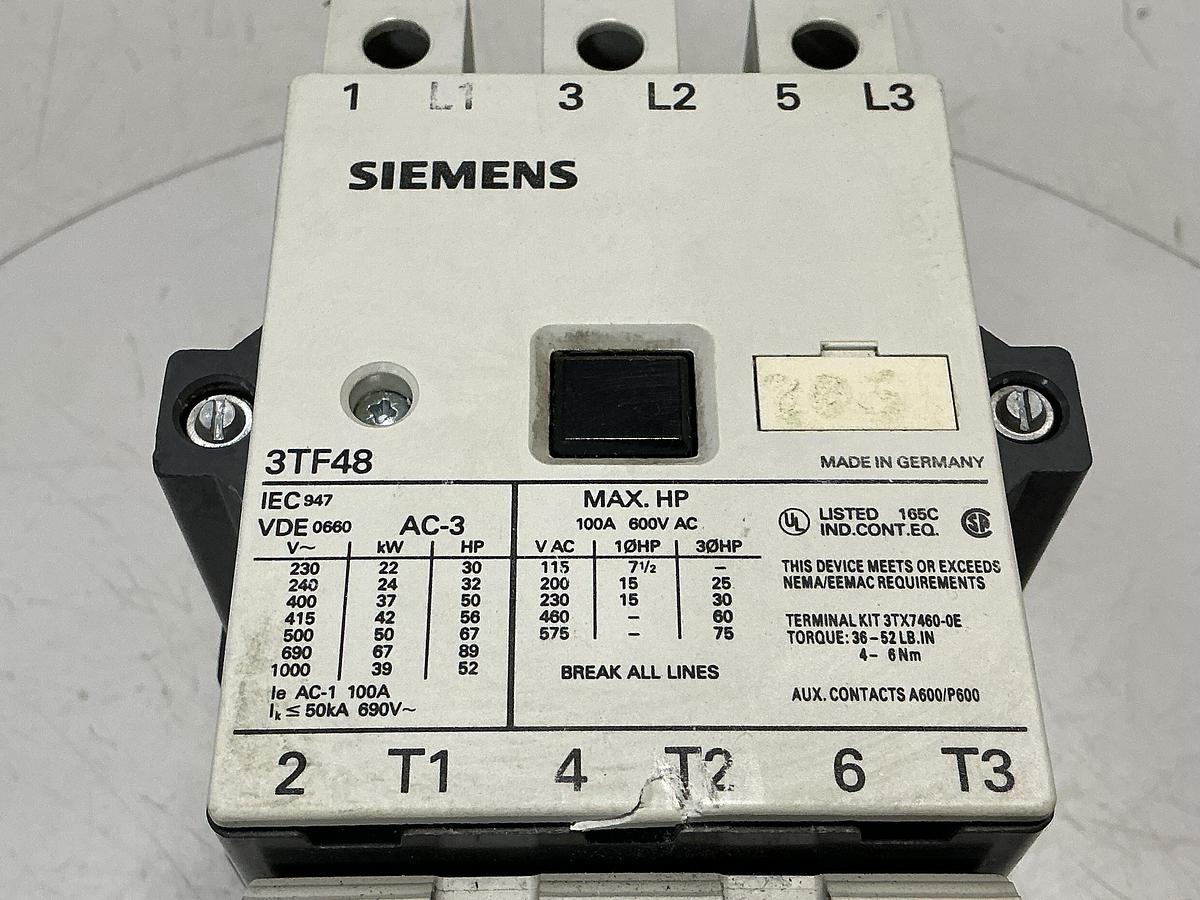 1 L1 3 L2 5 L3
SIEMENS
3TF48
MADE IN GERMANY
IEC 947
VDE 0660 AC-3
V~ kW HP
230 22 30
240 24 32
400 37 50
415 42 56
500 50 67
690 67 89
1000 39 52
Ie AC-1 100A
Ik ≤ 50kA 690V~
MAX. HP
100A 600V AC
V AC 1ØHP 3ØHP
115 7 1/2 –
200 15 25
230 15 30
460 – 60
575 – 75
BREAK ALL LINES
UL LISTED 165C SA
IND.CONT.EQ.
THIS DEVICE MEETS OR EXCEEDS
NEMA/EEMAC REQUIREMENTS
TERMINAL KIT 3TX7460-0E
TORQUE: 36–52 LB.IN
4– 6Nm
AUX. CONTACTS A600/P600
2 T1 4 T2 6 T3